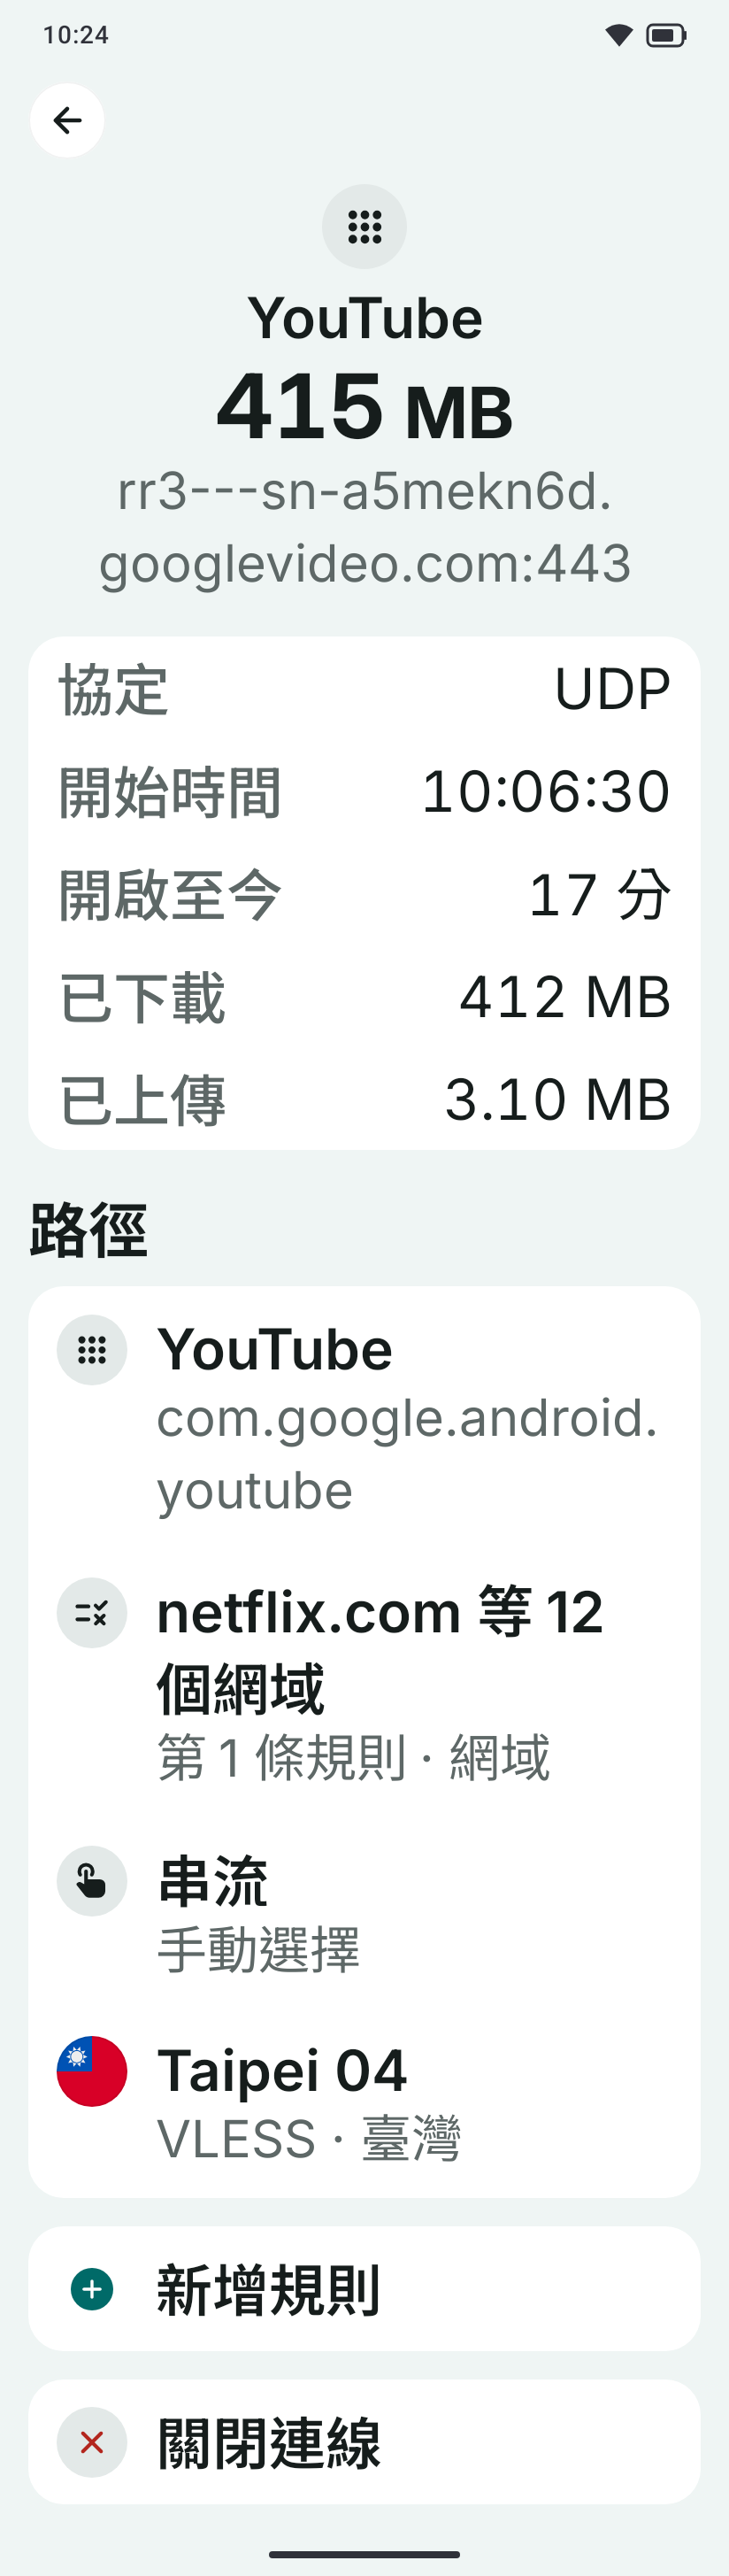 10:24
YouTube
415 MB
rr3---sn-a5mekn6d.
googlevideo.com:443
協定 UDP
開始時間 10:06:30
開啟至今 17 分
已下載 412 MB
已上傳 3.10 MB
路徑
YouTube
com.google.android.
youtube
netflix.com 等 12
個網域
第 1 條規則 · 網域
串流
手動選擇
Taipei 04
VLESS · 臺灣
新增規則
關閉連線